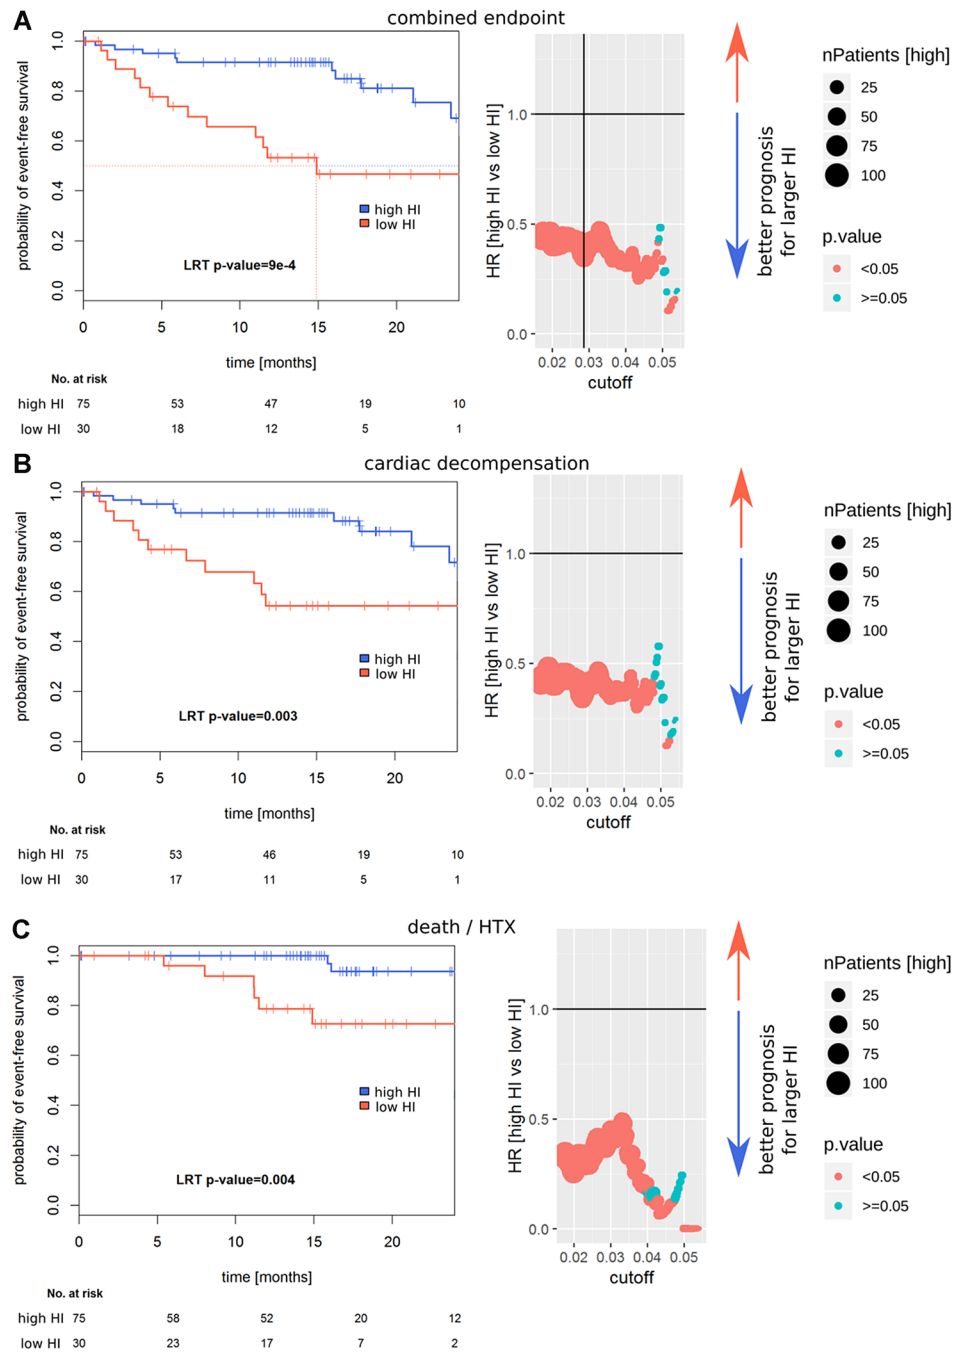 A
combined endpoint
probability of event-free survival
1.0
0.8
0.6
0.4
0.2
0.0
high HI
low HI
LRT p-value=9e-4
0 5 10 15 20
time [months]
No. at risk
high HI 75 53 47 19 10
low HI 30 18 12 5 1
HR [high HI vs low HI]
1.0
0.5
0.0
0.02 0.03 0.04 0.05
cutoff
better prognosis
for larger HI
nPatients [high]
25
50
75
100
p.value
<0.05
>=0.05
B
cardiac decompensation
probability of event-free survival
1.0
0.8
0.6
0.4
0.2
0.0
high HI
low HI
LRT p-value=0.003
0 5 10 15 20
time [months]
No. at risk
high HI 75 53 46 19 10
low HI 30 17 11 5 1
HR [high HI vs low HI]
1.0
0.5
0.0
0.02 0.03 0.04 0.05
cutoff
better prognosis
for larger HI
nPatients [high]
25
50
75
100
p.value
<0.05
>=0.05
C
death / HTX
probability of event-free survival
1.0
0.8
0.6
0.4
0.2
0.0
high HI
low HI
LRT p-value=0.004
0 5 10 15 20
time [months]
No. at risk
high HI 75 58 52 20 12
low HI 30 23 17 7 2
HR [high HI vs low HI]
1.0
0.5
0.0
0.02 0.03 0.04 0.05
cutoff
better prognosis
for larger HI
nPatients [high]
25
50
75
100
p.value
<0.05
>=0.05